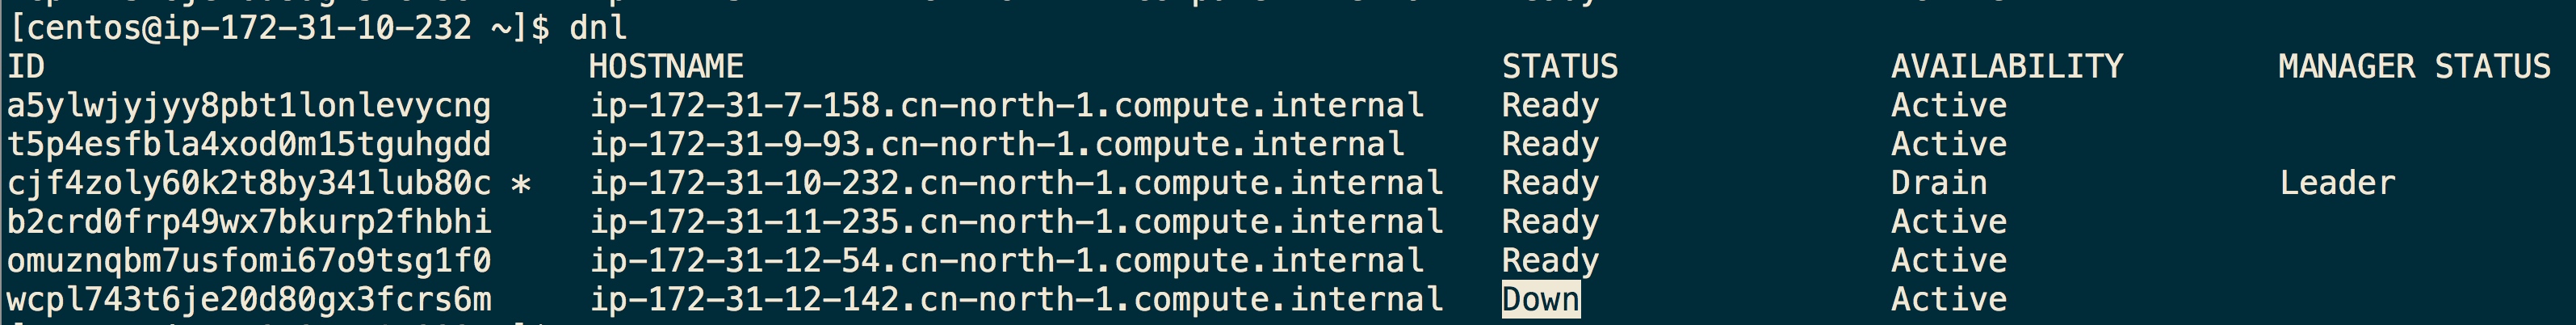 [centos@ip-172-31-10-232 ~]$ dnl
ID HOSTNAME STATUS AVAILABILITY MANAGER STATUS
a5ylwjyjyy8pbt1lonlevycng ip-172-31-7-158.cn-north-1.compute.internal Ready Active
t5p4esfbla4xod0m15tguhgdd ip-172-31-9-93.cn-north-1.compute.internal Ready Active
cjf4zoly60k2t8by341lub80c * ip-172-31-10-232.cn-north-1.compute.internal Ready Drain Leader
b2crd0frp49wx7bkurp2fhbhi ip-172-31-11-235.cn-north-1.compute.internal Ready Active
omuznqbm7usfomi67o9tsg1f0 ip-172-31-12-54.cn-north-1.compute.internal Ready Active
wcpl743t6je20d80gx3fcrs6m ip-172-31-12-142.cn-north-1.compute.internal Down Active